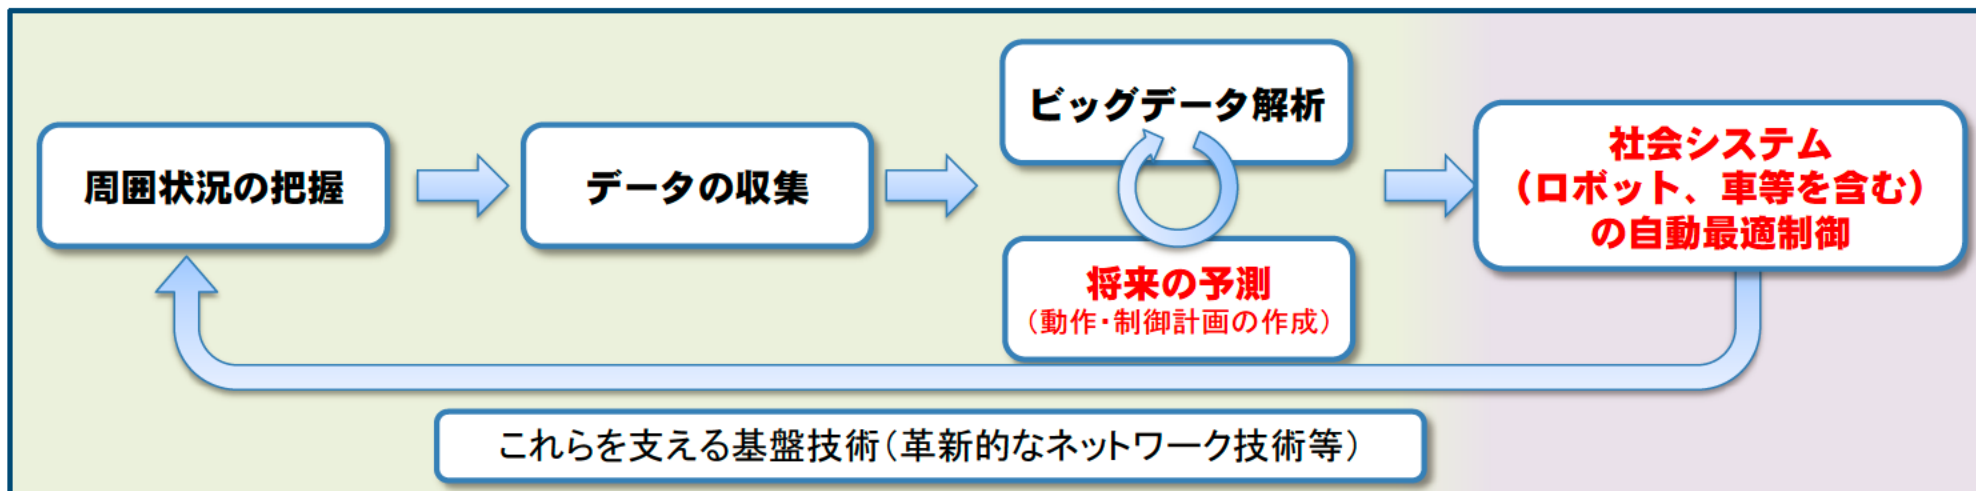 周囲状況の把握
データの収集
ビッグデータ解析
将来の予測
（動作・制御計画の作成）
社会システム
（ロボット、車等を含む）
の自動最適制御
これらを支える基盤技術（革新的なネットワーク技術等）